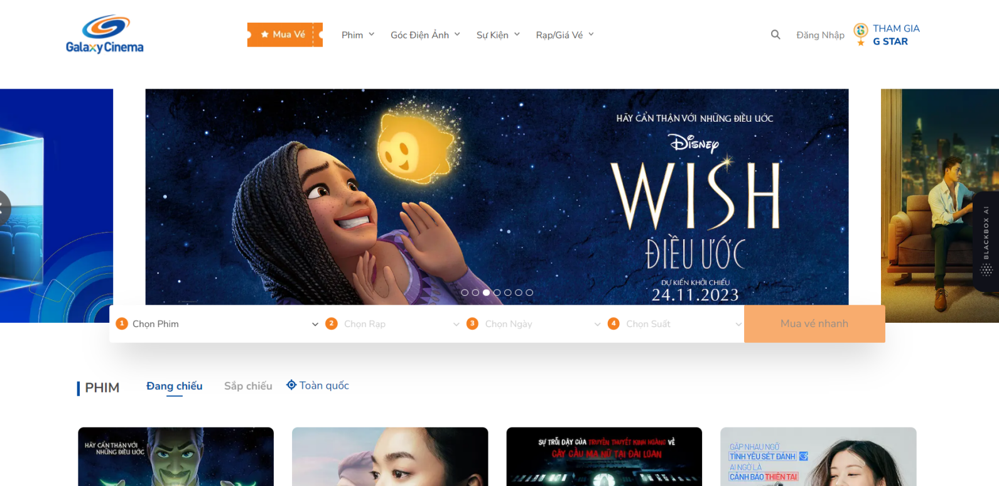 Galaxy Cinema
Mua Vé
Phim
Góc Điện Ảnh
Sự Kiện
Rạp/Giá Vé
Đăng Nhập
G
THAM GIA
G STAR
HÃY CẨN THẬN VỚI NHỮNG ĐIỀU ƯỚC
DISNEY
WISH
ĐIỀU ƯỚC
DỰ KIẾN KHỞI CHIẾU
24.11.2023
BLACKBOX AI
1 Chọn Phim
2 Chọn Rạp
3 Chọn Ngày
4 Chọn Suất
Mua vé nhanh
PHIM
Đang chiếu
Sắp chiếu
Toàn quốc
HÃY CẨN THẬN VỚI
NHỮNG ĐIỀU ƯỚC
SỰ TRỖI DẬY CỦA TRUYỀN THUYẾT KINH HOÀNG VỀ
CÂY CẦU MA NỮ TẠI ĐÀI LOAN
GẶP NHAU NGỠ
TÌNH YÊU SÉT ĐÁNH
AI NGỜ LÀ
CẢNH BÁO THIÊN TAI